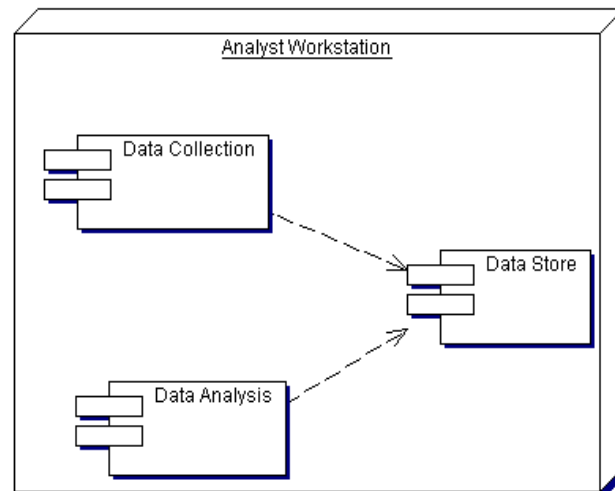 Analyst Workstation
Data Collection
Data Store
Data Analysis